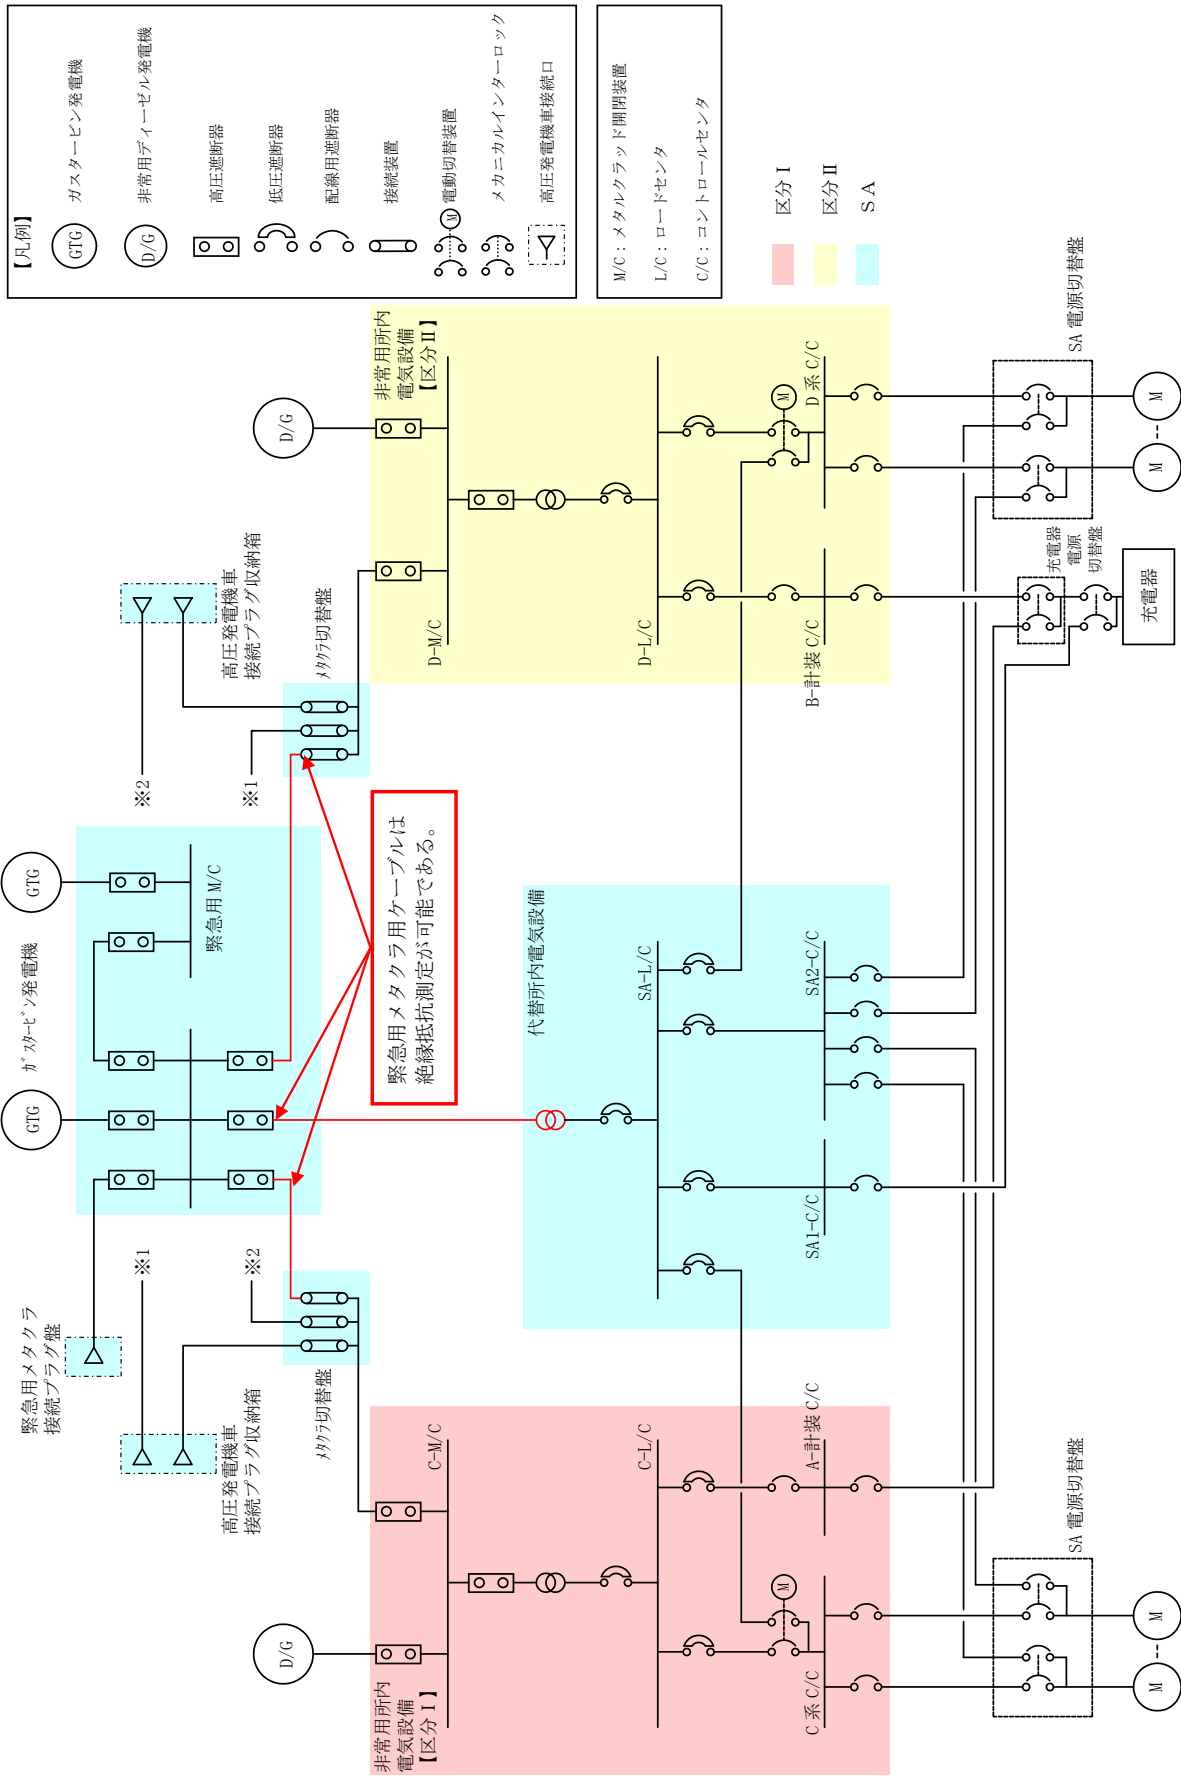 【凡例】
GTG
ガスタービン発電機
D/G
非常用ディーゼル発電機
高圧遮断器
低圧遮断器
配線用遮断器
接続装置
M
電動切替装置
メカニカルインターロック
高圧発電機車接続口
M/C：メタルクラッド開閉装置
L/C：ロードセンタ
C/C：コントロールセンタ
区分Ⅰ
区分Ⅱ
ＳＡ
緊急用メタクラ
接続プラグ盤
GTG
ｶﾞｽﾀｰﾋﾞﾝ発電機
GTG
緊急用 M/C
※1
※2
高圧発電機車
接続プラグ収納箱
ﾒﾀｸﾗ切替盤
※2
※1
高圧発電機車
接続プラグ収納箱
ﾒﾀｸﾗ切替盤
緊急用メタクラ用ケーブルは
絶縁抵抗測定が可能である。
D/G
非常用所内
電気設備
【区分Ⅰ】
C-M/C
C-L/C
M
C 系 C/C
A-計装 C/C
代替所内電気設備
SA-L/C
SA1-C/C
SA2-C/C
D/G
非常用所内
電気設備
【区分Ⅱ】
D-M/C
D-L/C
M
B-計装 C/C
D 系 C/C
SA 電源切替盤
M
M
充電器
電源
切替盤
充電器
SA 電源切替盤
M
M